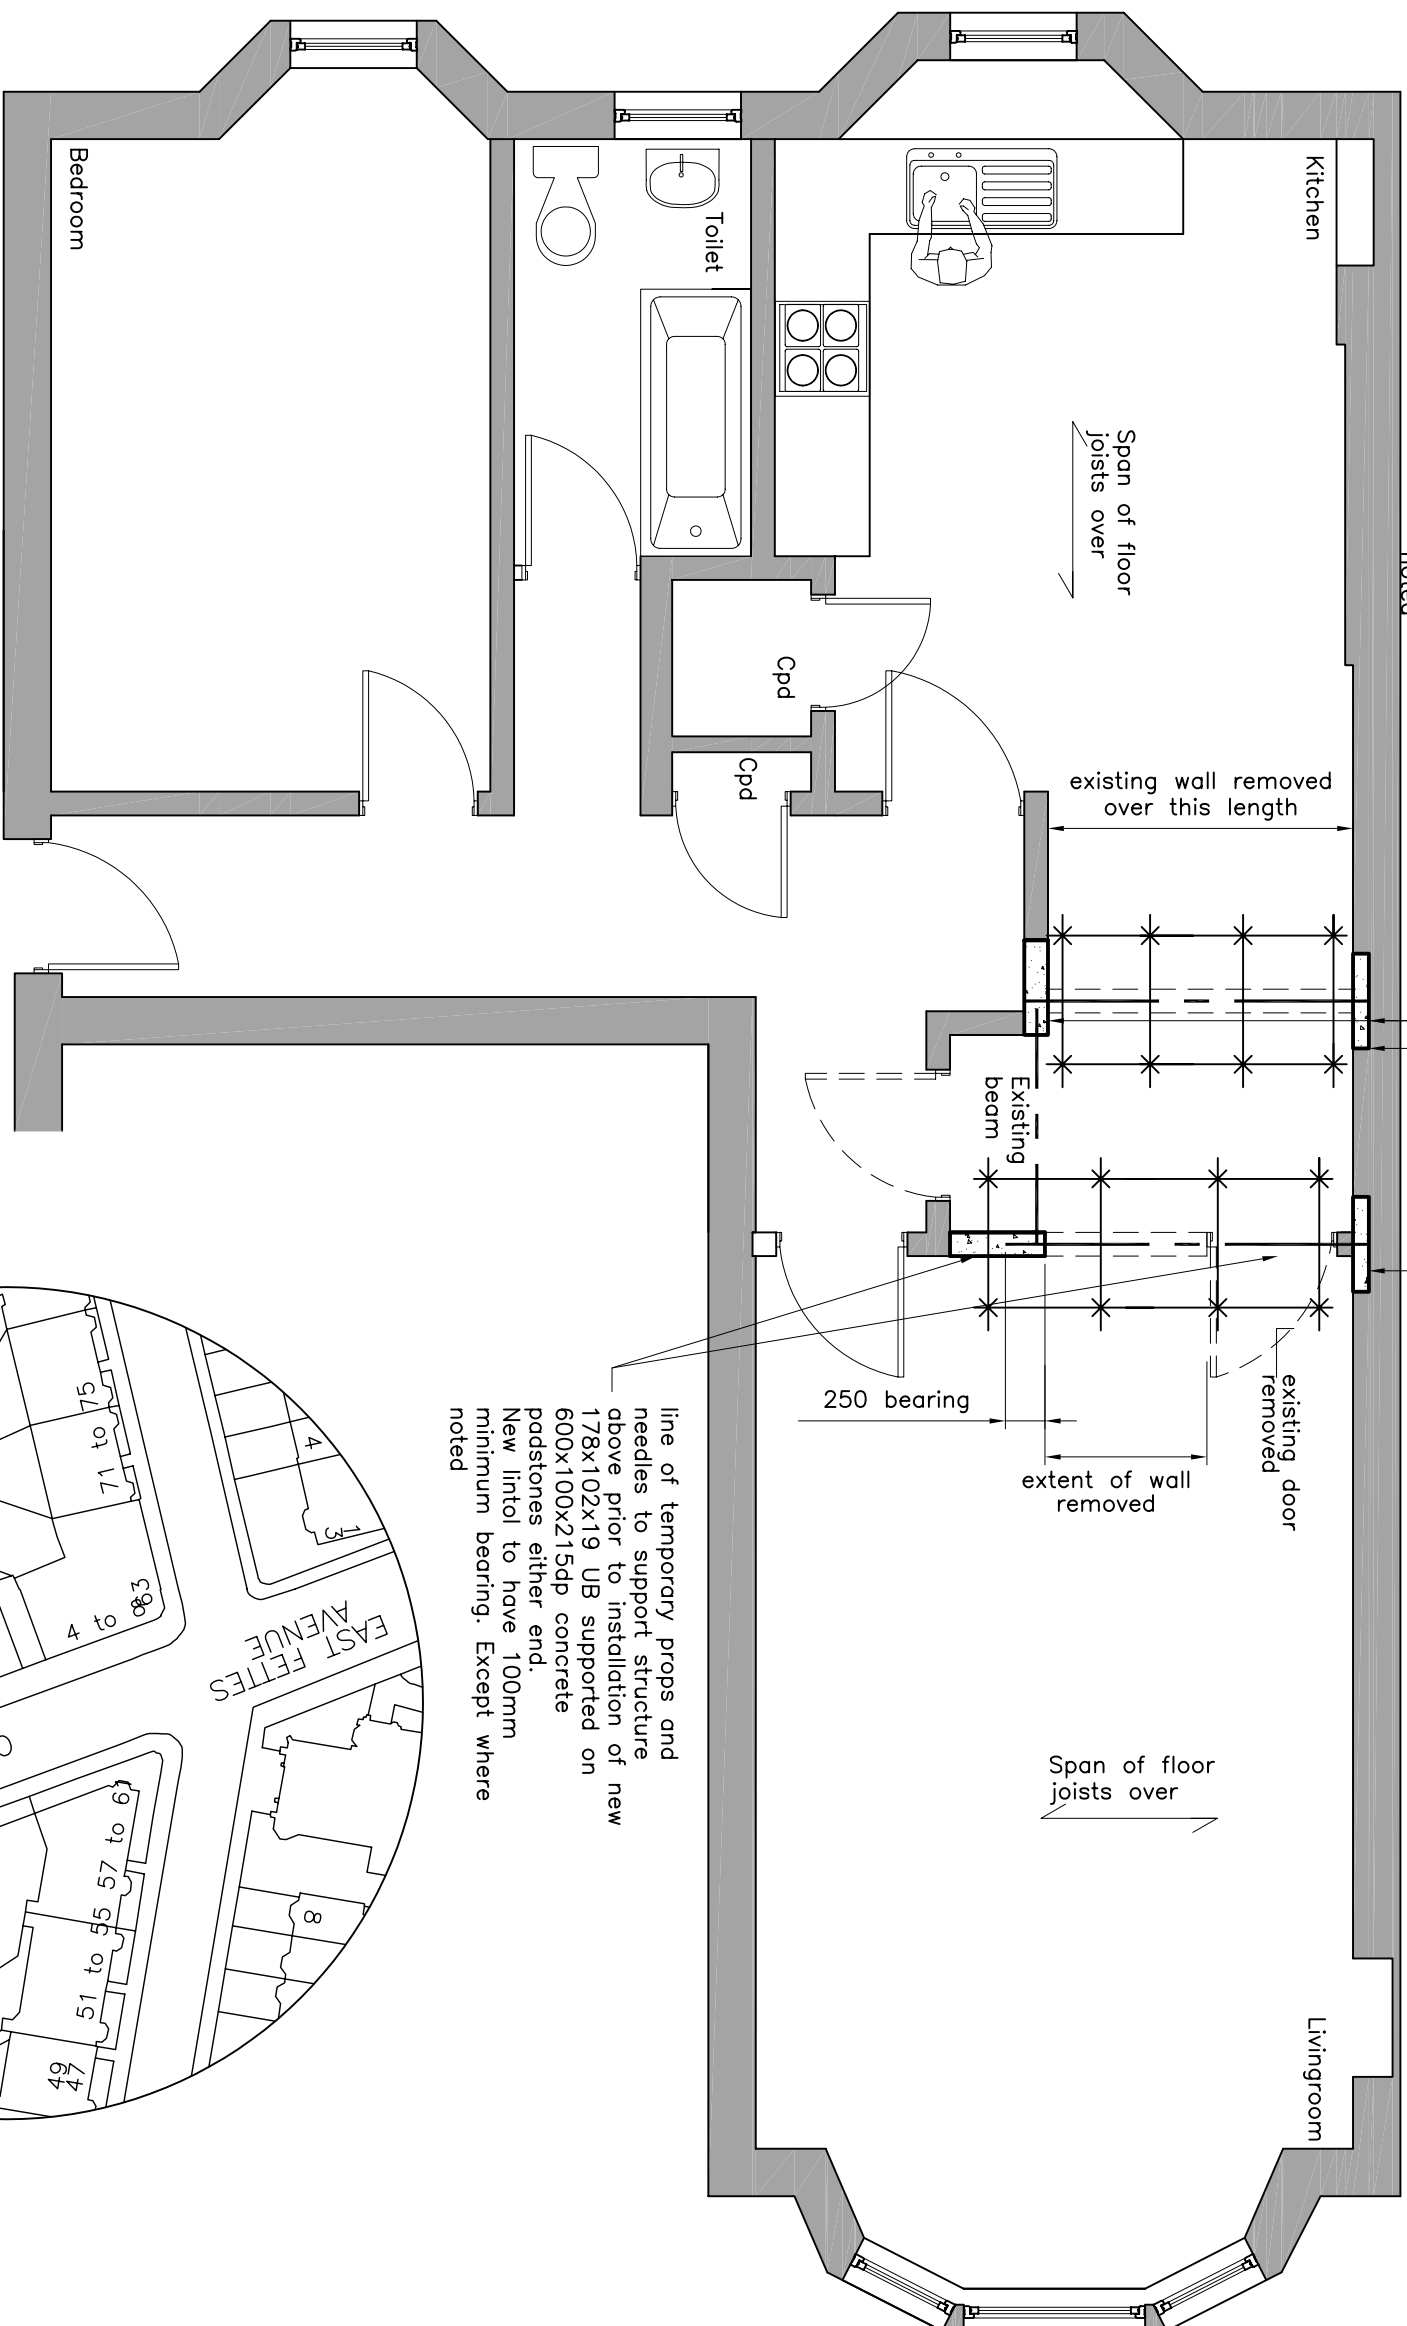 Bedroom
Toilet
Kitchen
Span of floor
joists over
Cpd
Cpd
existing wall removed
over this length
noted
Existing
beam
250 bearing
extent of wall
removed
existing door
removed
line of temporary props and
needles to support structure
above prior to installation of new
178x102x19 UB supported on
600x100x215dp concrete
padstones either end.
New lintol to have 100mm
minimum bearing. Except where
noted
Span of floor
joists over
Livingroom
71 to 75
4
13
4 to
63
EAST FETTES
AVENUE
57 to 6
51 to 55
49
47
8